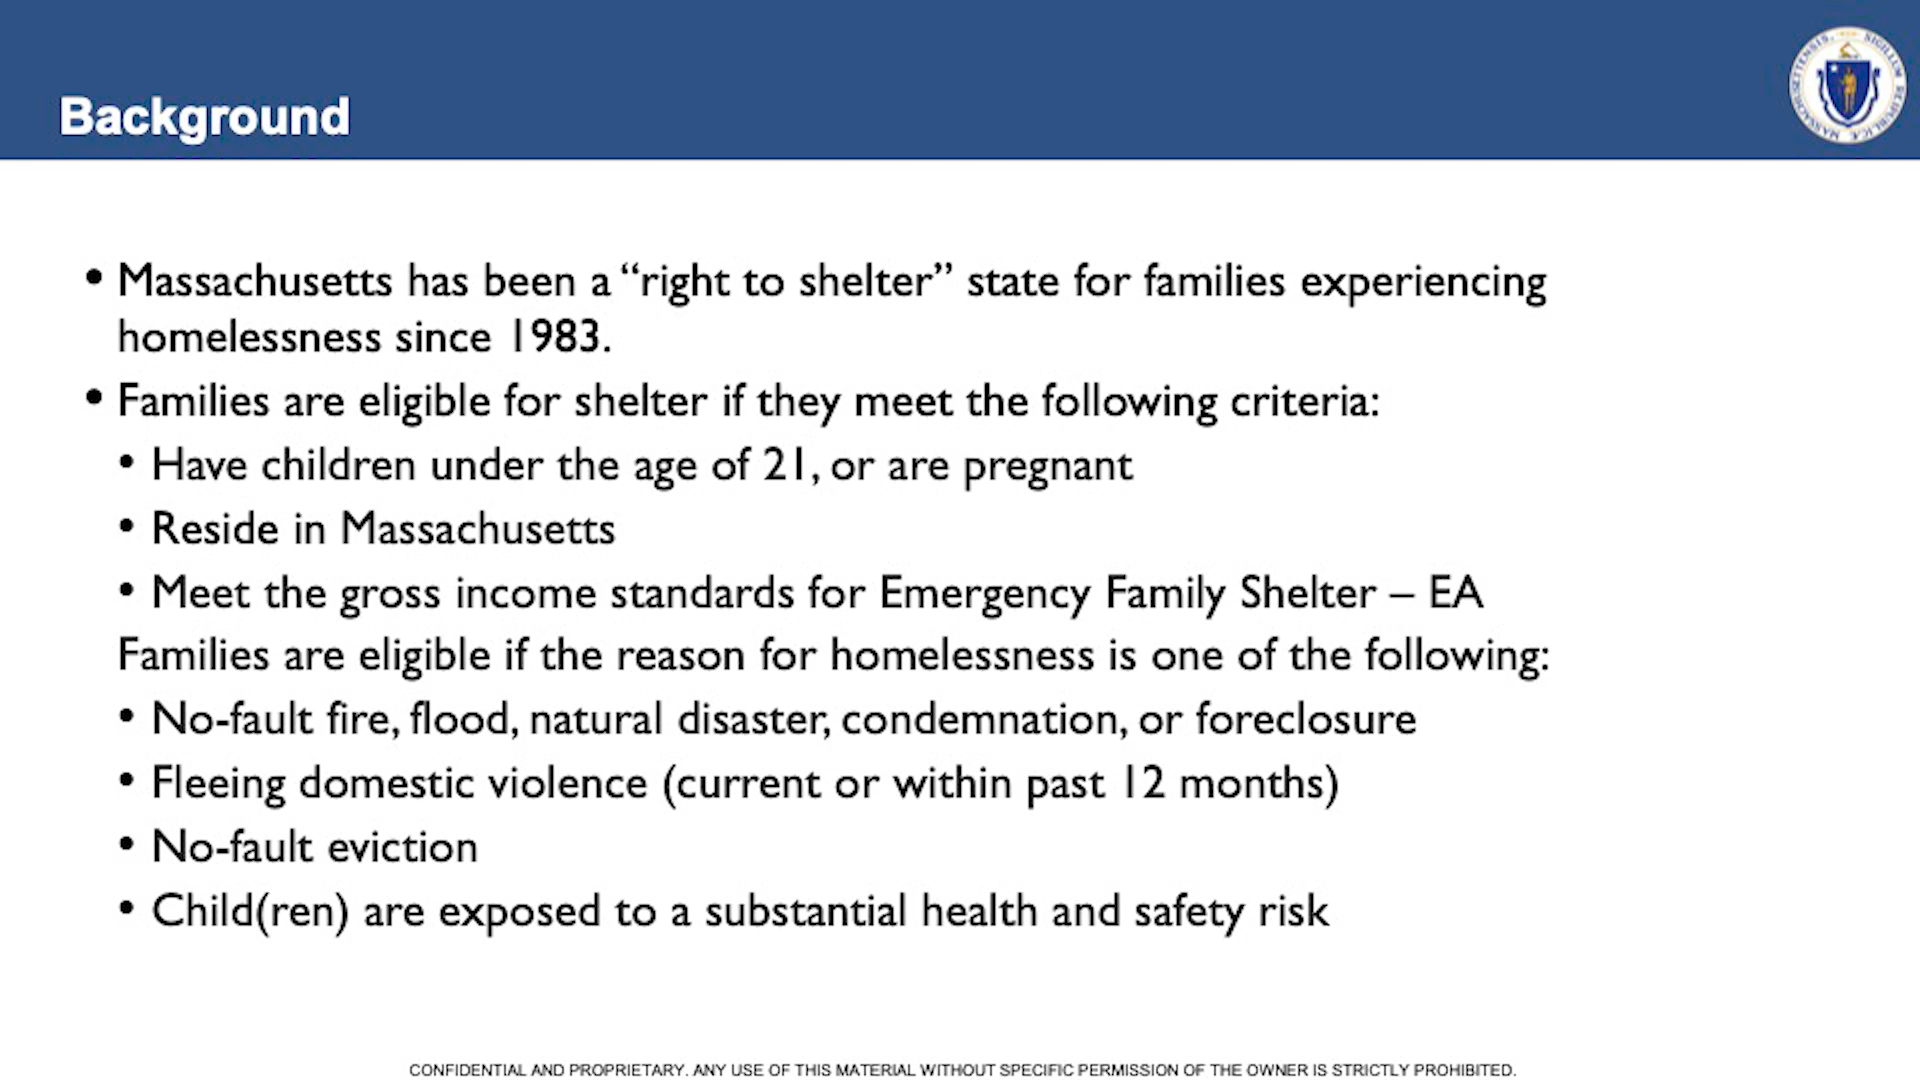 Background
• Massachusetts has been a “right to shelter” state for families experiencing
homelessness since 1983.
• Families are eligible for shelter if they meet the following criteria:
• Have children under the age of 21, or are pregnant
• Reside in Massachusetts
• Meet the gross income standards for Emergency Family Shelter – EA
Families are eligible if the reason for homelessness is one of the following:
• No-fault fire, flood, natural disaster, condemnation, or foreclosure
• Fleeing domestic violence (current or within past 12 months)
• No-fault eviction
• Child(ren) are exposed to a substantial health and safety risk
CONFIDENTIAL AND PROPRIETARY. ANY USE OF THIS MATERIAL WITHOUT SPECIFIC PERMISSION OF THE OWNER IS STRICTLY PROHIBITED.